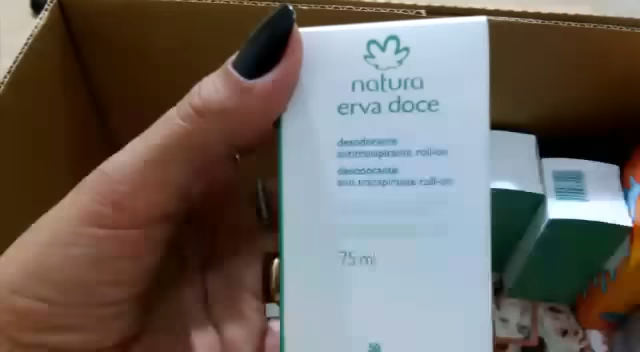 natura
erva doce
desodorante
antitranspirante roll-on
desodorante
antitranspirante roll-on
75 ml